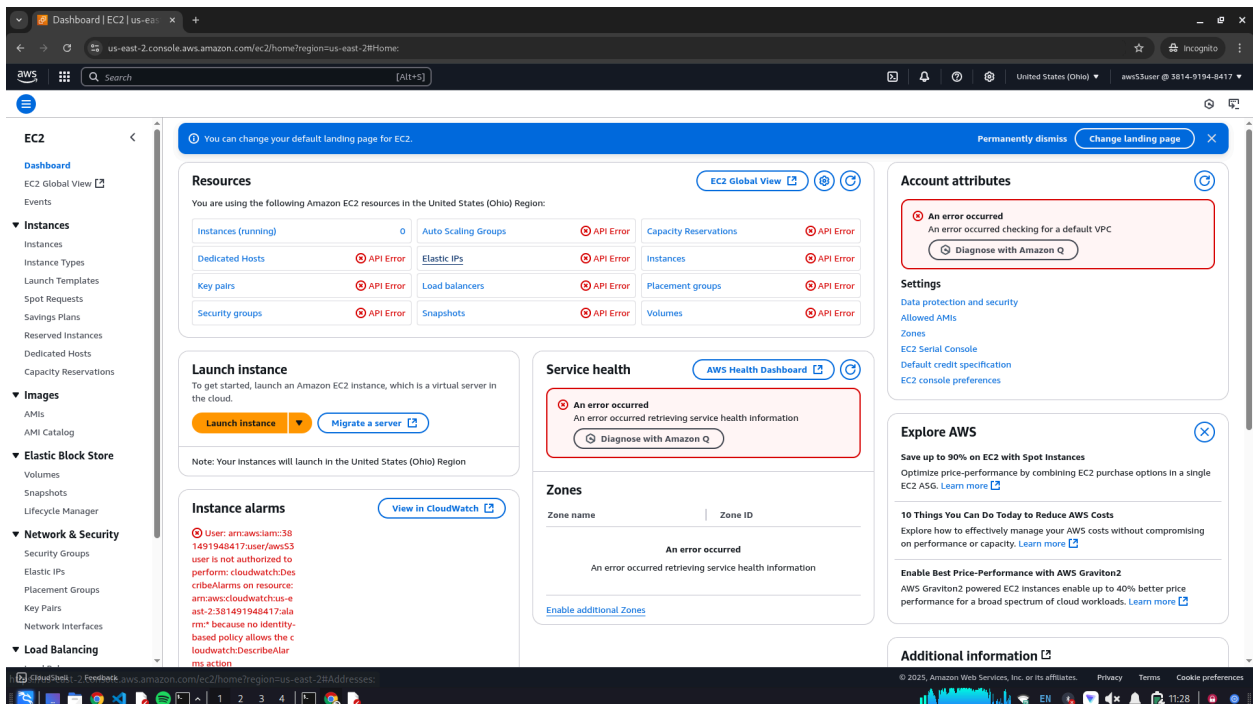 Dashboard | EC2 | us-eas
us-east-2.console.aws.amazon.com/ec2/home?region=us-east-2#Home:
Incognito
aws
Search
[Alt+S]
United States (Ohio)
awsS3user @ 3814-9194-8417
EC2
Dashboard
EC2 Global View
Events
Instances
Instances
Instance Types
Launch Templates
Spot Requests
Savings Plans
Reserved Instances
Dedicated Hosts
Capacity Reservations
Images
AMIs
AMI Catalog
Elastic Block Store
Volumes
Snapshots
Lifecycle Manager
Network & Security
Security Groups
Elastic IPs
Placement Groups
Key Pairs
Network Interfaces
Load Balancing
You can change your default landing page for EC2.
Permanently dismiss
Change landing page
Resources
EC2 Global View
You are using the following Amazon EC2 resources in the United States (Ohio) Region:
Instances (running) 0
Auto Scaling Groups API Error
Capacity Reservations API Error
Dedicated Hosts API Error
Elastic IPs API Error
Instances API Error
Key pairs API Error
Load balancers API Error
Placement groups API Error
Security groups API Error
Snapshots API Error
Volumes API Error
Launch instance
To get started, launch an Amazon EC2 instance, which is a virtual server in
the cloud.
Launch instance
Migrate a server
Note: Your instances will launch in the United States (Ohio) Region
Instance alarms
View in CloudWatch
User: arn:aws:iam::38
1491948417:user/awsS3
user is not authorized to
perform: cloudwatch:Des
cribeAlarms on resource:
arn:aws:cloudwatch:us-e
ast-2:381491948417:ala
rm:* because no identity-
based policy allows the c
loudwatch:DescribeAlar
ms action
Service health
AWS Health Dashboard
An error occurred
An error occurred retrieving service health information
Diagnose with Amazon Q
Zones
Zone name
Zone ID
An error occurred
An error occurred retrieving service health information
Enable additional Zones
Account attributes
An error occurred
An error occurred checking for a default VPC
Diagnose with Amazon Q
Settings
Data protection and security
Allowed AMIs
Zones
EC2 Serial Console
Default credit specification
EC2 console preferences
Explore AWS
Save up to 90% on EC2 with Spot Instances
Optimize price-performance by combining EC2 purchase options in a single
EC2 ASG. Learn more
10 Things You Can Do Today to Reduce AWS Costs
Explore how to effectively manage your AWS costs without compromising
on performance or capacity. Learn more
Enable Best Price-Performance with AWS Graviton2
AWS Graviton2 powered EC2 instances enable up to 40% better price
performance for a broad spectrum of cloud workloads. Learn more
Additional information
CloudShell
Feedback
.aws.amazon.com/ec2/home?region=us-east-2#Addresses:
© 2025, Amazon Web Services, Inc. or its affiliates.
Privacy
Terms
Cookie preferences
1 2 3 4
EN
11:28